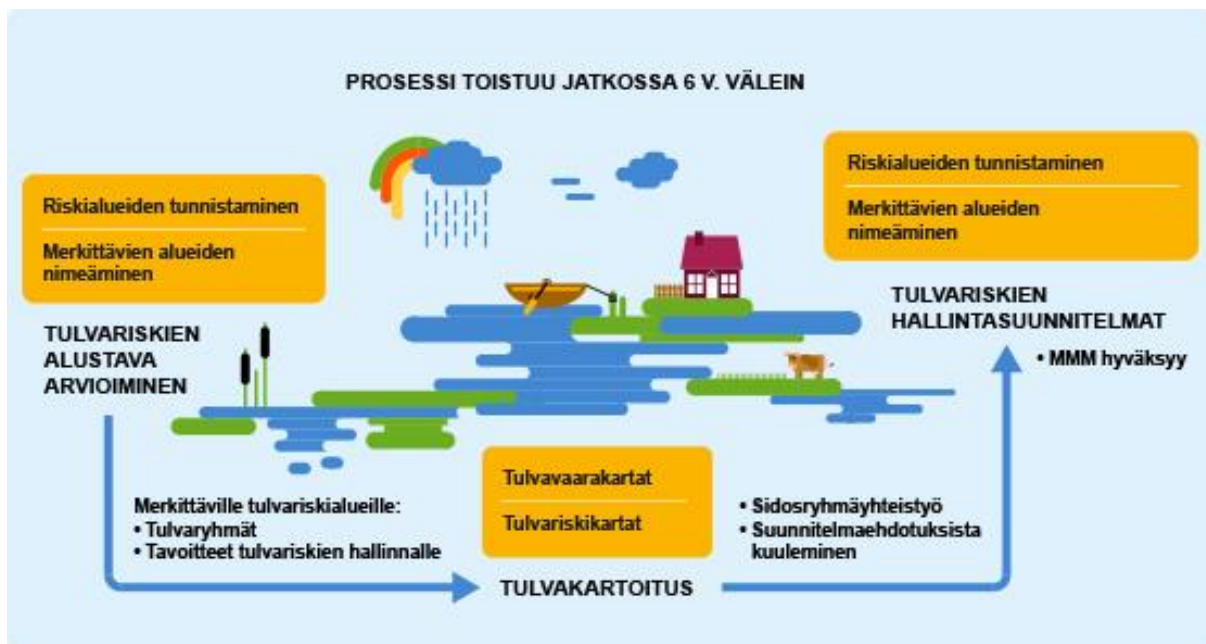 PROSESSI TOISTUU JATKOSSA 6 V. VÄLEIN
Riskialueiden tunnistaminen
Merkittävien alueiden
nimeäminen
TULVARISKIEN
ALUSTAVA
ARVIOIMINEN
Merkittäville tulvariskialueille:
• Tulvaryhmät
• Tavoitteet tulvariskien hallinnalle
Tulvavaarakartat
Tulvariskikartat
TULVAKARTOITUS
• Sidosryhmäyhteistyö
• Suunnitelmaehdotuksista
kuuleminen
Riskialueiden tunnistaminen
Merkittävien alueiden
nimeäminen
TULVARISKIEN
HALLINTASUUNNITELMAT
• MMM hyväksyy